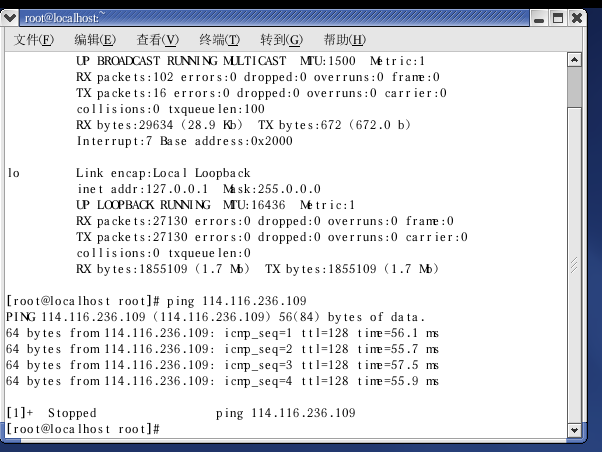 root@localhost:~
文件(F) 编辑(E) 查看(V) 终端(T) 转到(G) 帮助(H)
UP BROADCAST RUNNING MULTICAST MTU:1500 Metric:1
RX packets:102 errors:0 dropped:0 overruns:0 frame:0
TX packets:16 errors:0 dropped:0 overruns:0 carrier:0
collisions:0 txqueuelen:100
RX bytes:29634 (28.9 Kb) TX bytes:672 (672.0 b)
Interrupt:7 Base address:0x2000
lo Link encap:Local Loopback
inet addr:127.0.0.1 Mask:255.0.0.0
UP LOOPBACK RUNNING MTU:16436 Metric:1
RX packets:27130 errors:0 dropped:0 overruns:0 frame:0
TX packets:27130 errors:0 dropped:0 overruns:0 carrier:0
collisions:0 txqueuelen:0
RX bytes:1855109 (1.7 Mb) TX bytes:1855109 (1.7 Mb)
[root@localhost root]# ping 114.116.236.109
PING 114.116.236.109 (114.116.236.109) 56(84) bytes of data.
64 bytes from 114.116.236.109: icmp_seq=1 ttl=128 time=56.1 ms
64 bytes from 114.116.236.109: icmp_seq=2 ttl=128 time=55.7 ms
64 bytes from 114.116.236.109: icmp_seq=3 ttl=128 time=57.5 ms
64 bytes from 114.116.236.109: icmp_seq=4 ttl=128 time=55.9 ms
[1]+ Stopped ping 114.116.236.109
[root@localhost root]#